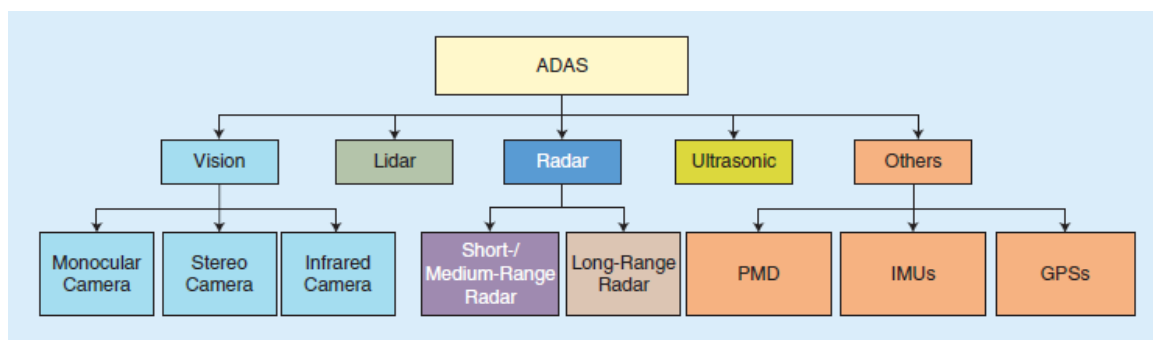 ADAS
Vision
Lidar
Radar
Ultrasonic
Others
Monocular
Camera
Stereo
Camera
Infrared
Camera
Short-/
Medium-Range
Radar
Long-Range
Radar
PMD
IMUs
GPSs